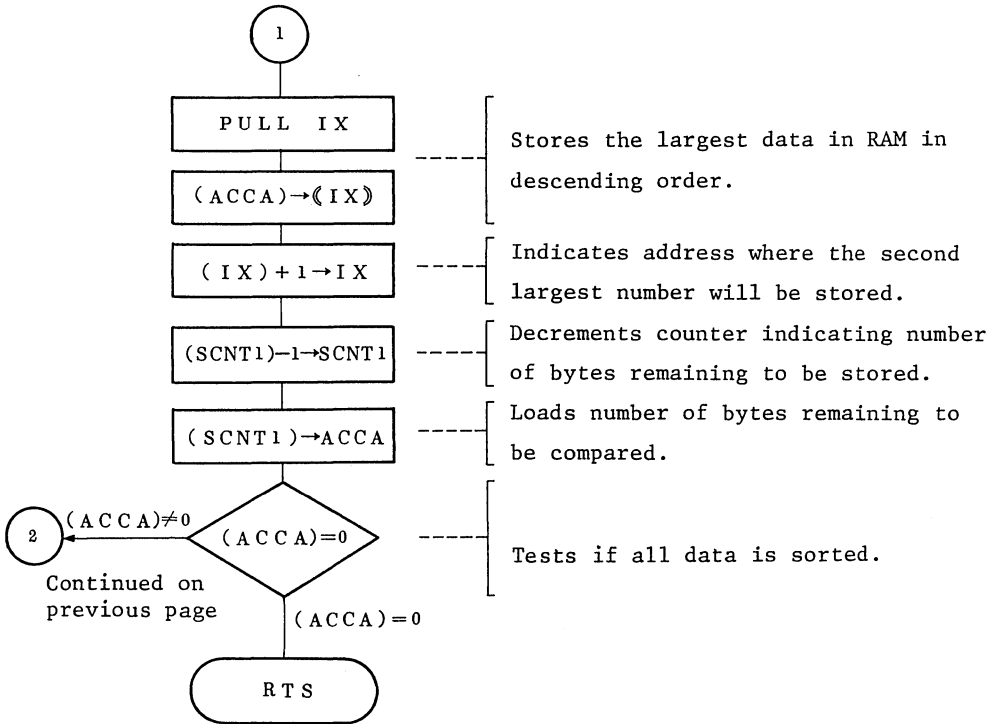 1
PULL IX
Stores the largest data in RAM in
descending order.
(ACCA)→⟪IX⟫
(IX)+1→IX
Indicates address where the second
largest number will be stored.
(SCNT1)−1→SCNT1
Decrements counter indicating number
of bytes remaining to be stored.
(SCNT1)→ACCA
Loads number of bytes remaining to
be compared.
2
(ACCA)≠0
(ACCA)=0
Tests if all data is sorted.
Continued on
previous page
(ACCA)=0
RTS